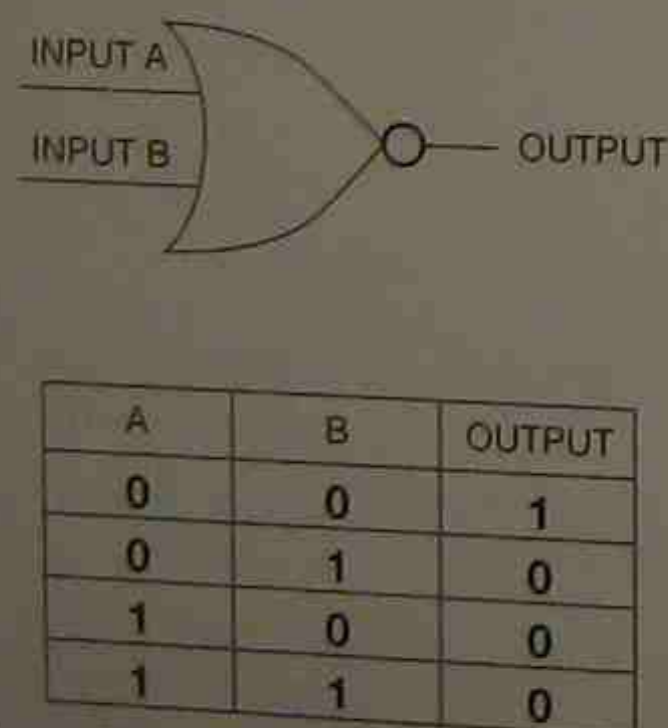 INPUT A
INPUT B
OUTPUT
A B OUTPUT
0 0 1
0 1 0
1 0 0
1 1 0